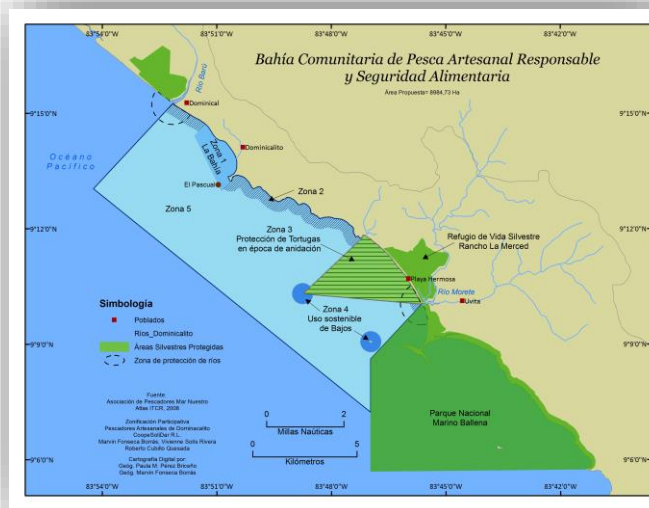 83°54'0"W
83°51'0"W
83°48'0"W
83°45'0"W
83°42'0"W
Bahía Comunitaria de Pesca Artesanal Responsable
y Seguridad Alimentaria
Área Propuesta= 8984,73 Ha
Río Barú
Dominical
9°15'0"N
9°15'0"N
Océano
Pacífico
Zona 1
La Bahía
Dominicalito
El Pascual
Zona 2
Zona 5
9°12'0"N
9°12'0"N
Zona 3
Protección de Tortugas
en época de anidación
Refugio de Vida Silvestre
Rancho La Merced
Playa Hermosa
Río Morete
Uvita
Zona 4
Uso sostenible
de Bajos
Simbología
Poblados
Ríos_Dominicalito
Áreas Silvestres Protegidas
Zona de protección de ríos
9°9'0"N
9°9'0"N
Fuente
Asociación de Pescadores Mar Nuestro
Atlas ITCR, 2008
Zonificación Participativa
Pescadores Artesanales de Dominicalito
CoopeSoliDar R.L.
Marvin Fonseca Borrás, Vivienne Solís Rivera
Roberto Cubillo Quesada
Cartografía Digital por:
Geóg. Paula M. Pérez Briceño
Geóg. Marvin Fonseca Borrás
0 2
Millas Naúticas
0 5
Kilómetros
Parque Nacional
Marino Ballena
9°6'0"N
9°6'0"N
83°54'0"W
83°51'0"W
83°48'0"W
83°45'0"W
83°42'0"W